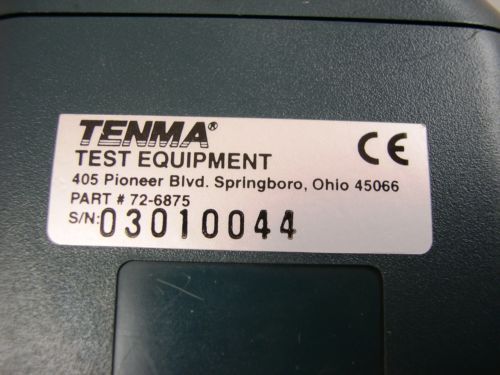 TENMA®
CE
TEST EQUIPMENT
405 Pioneer Blvd. Springboro, Ohio 45066
PART # 72-6875
S/N: 03010044